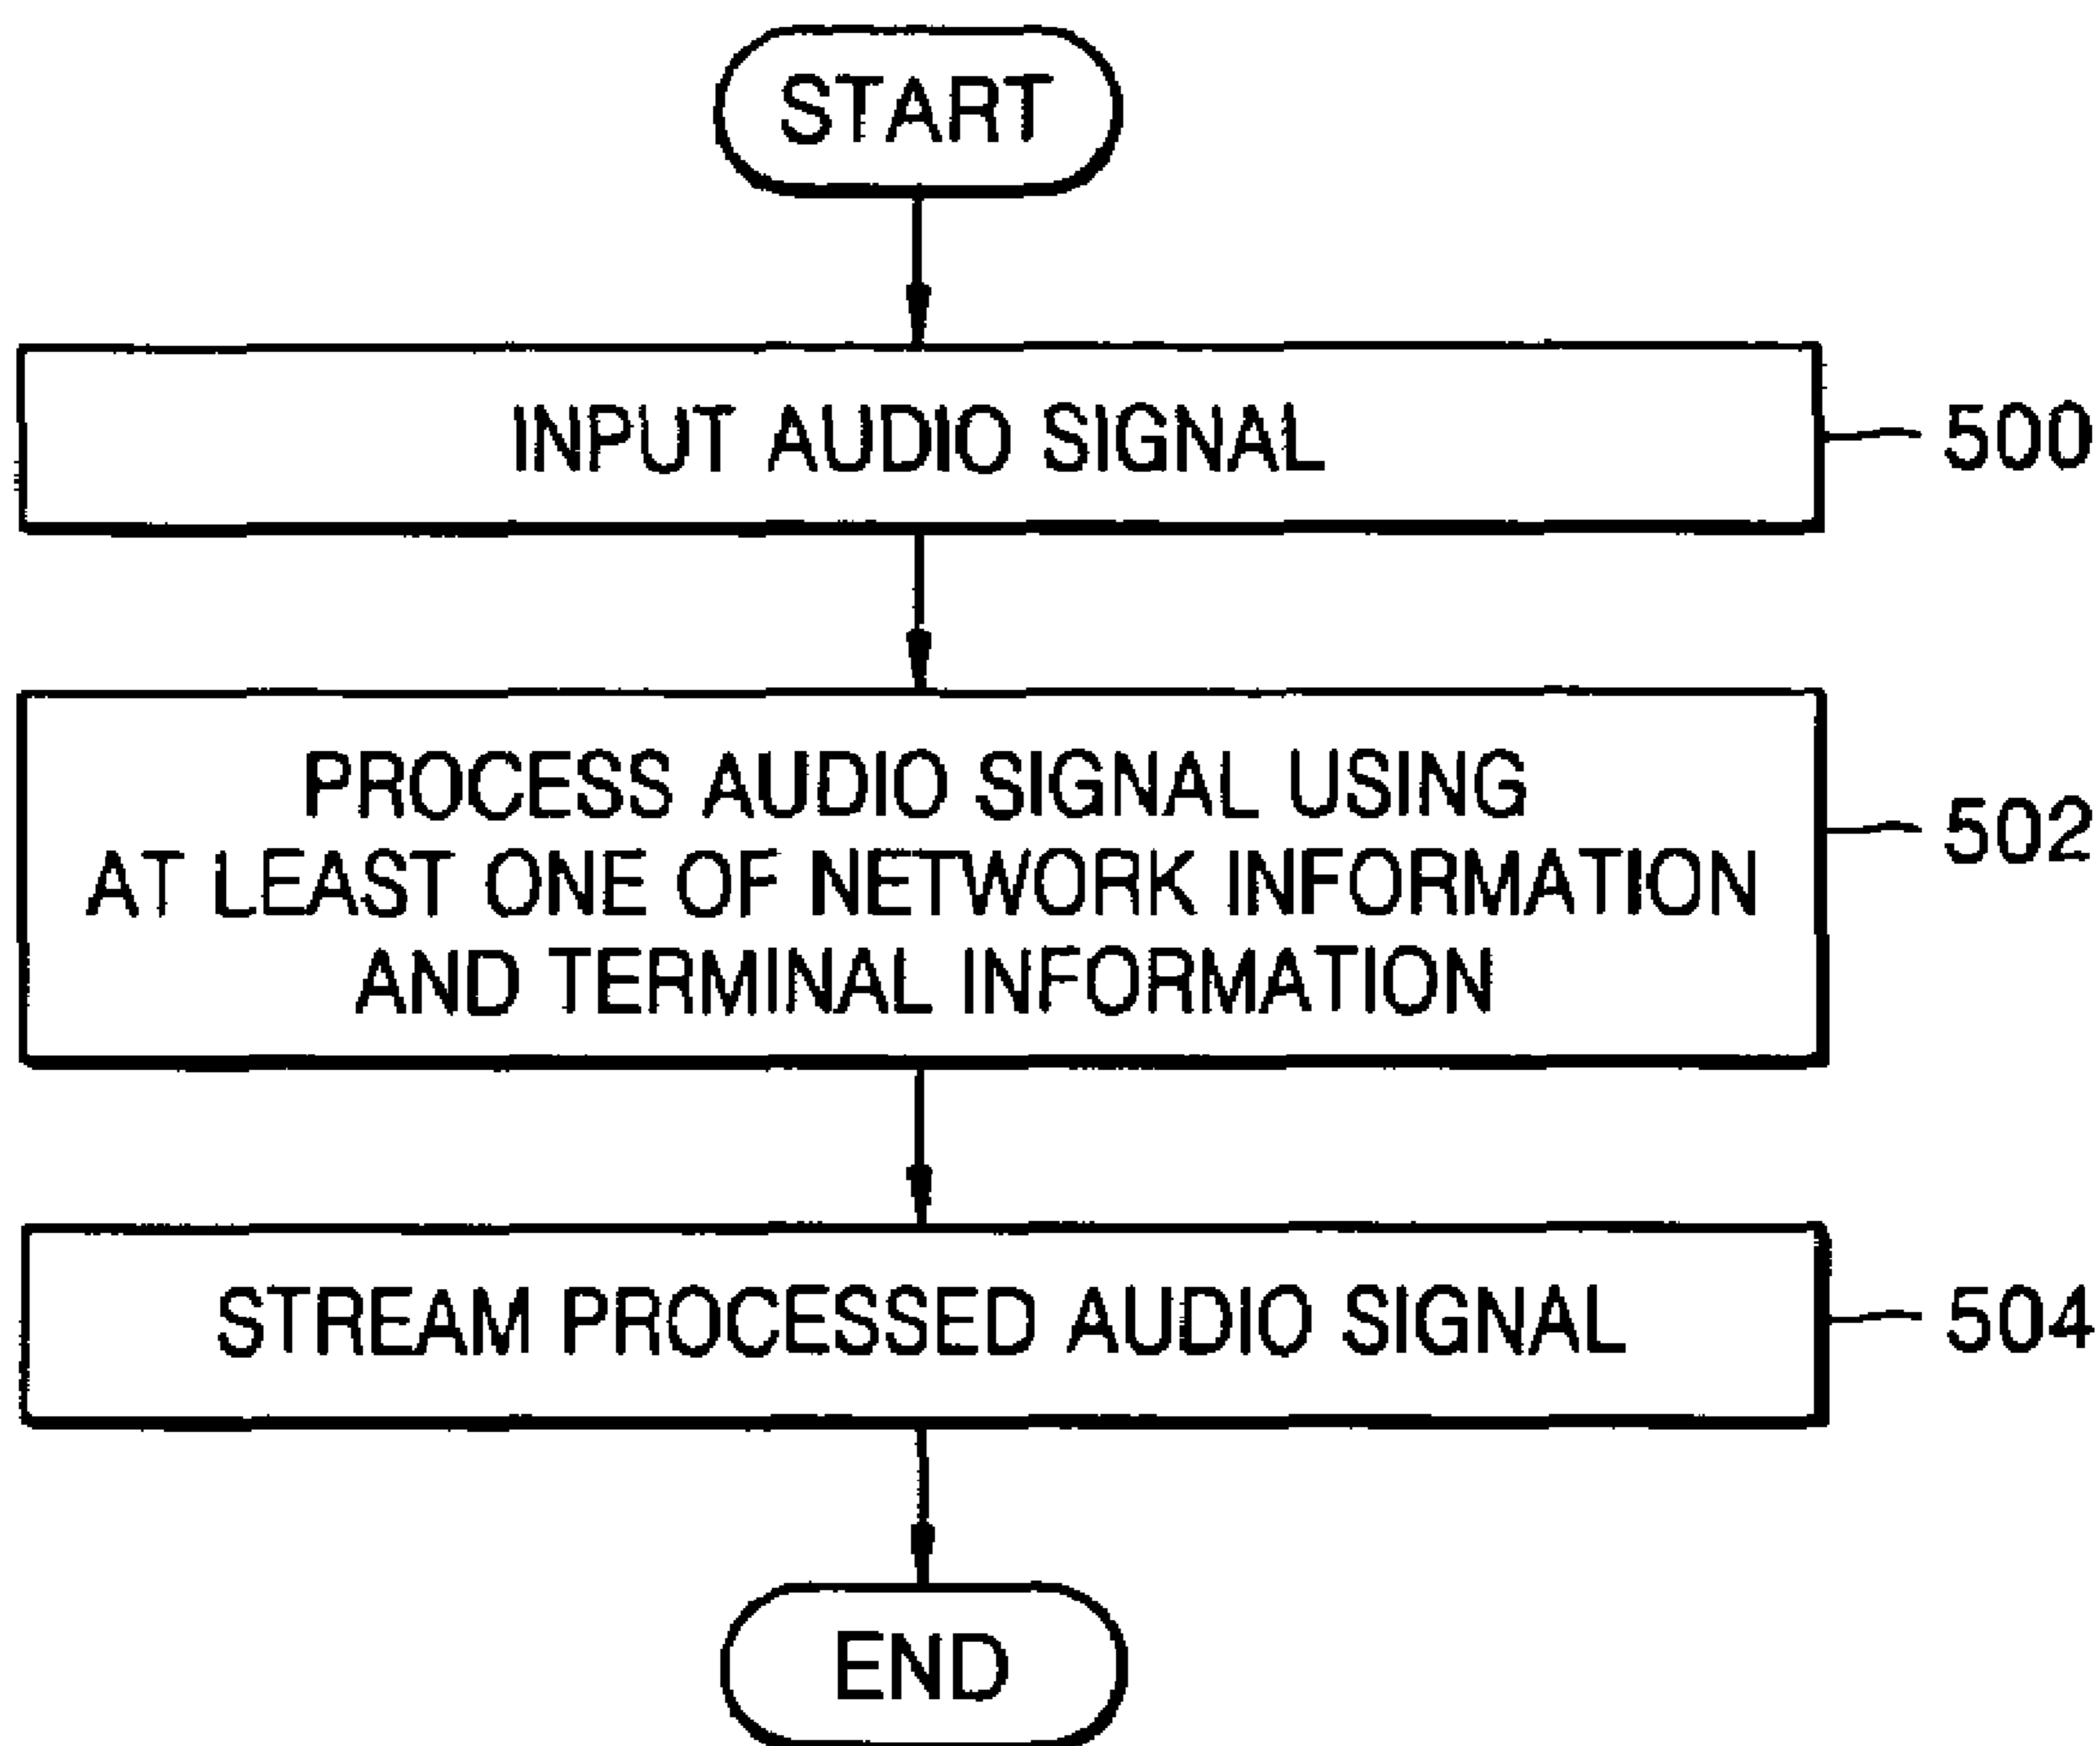 START
INPUT AUDIO SIGNAL
500
PROCESS AUDIO SIGNAL USING
AT LEAST ONE OF NETWORK INFORMATION
AND TERMINAL INFORMATION
502
STREAM PROCESSED AUDIO SIGNAL
504
END